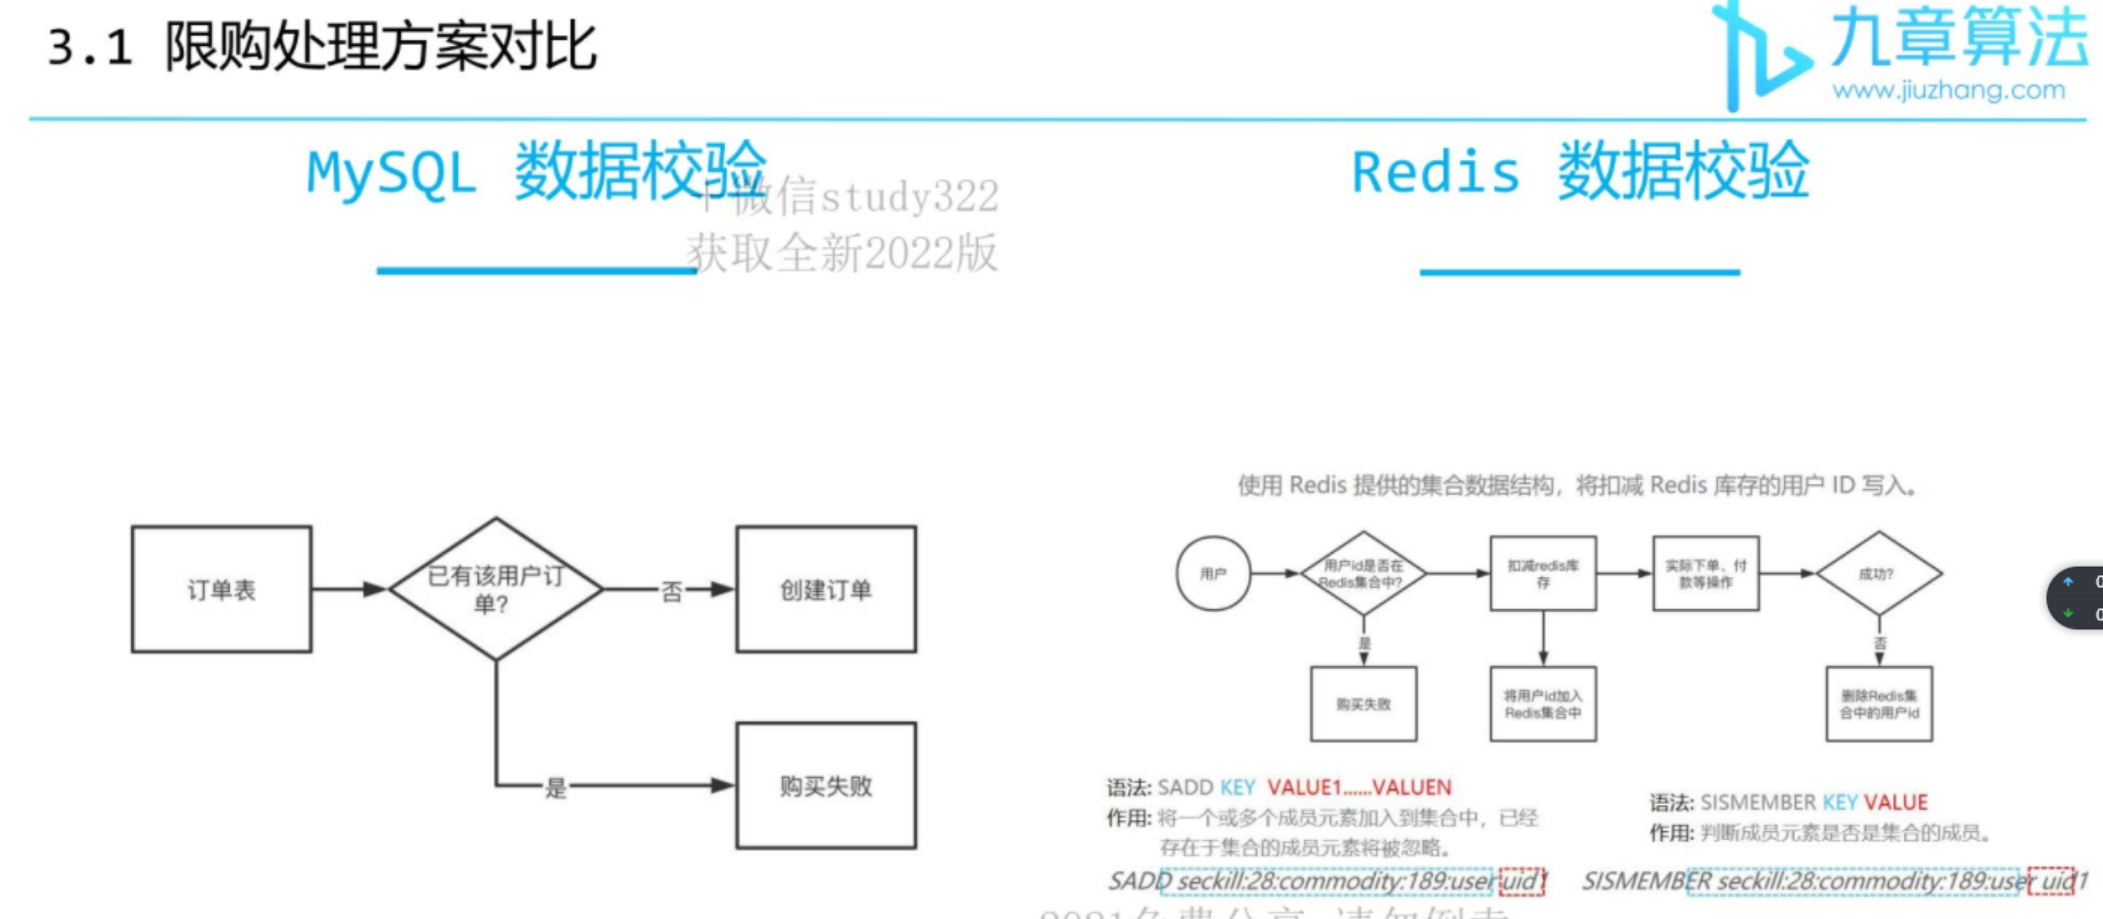 3.1 限购处理方案对比
九章算法
www.jiuzhang.com
MySQL 数据校验
微信study322
获取全新2022版
订单表
已有该用户订
单?
否
创建订单
是
购买失败
Redis 数据校验
使用 Redis 提供的集合数据结构，将扣减 Redis 库存的用户 ID 写入。
用户
用户id是否在
Redis集合中?
扣减redis库
存
实际下单、付
款等操作
成功?
是
否
购买失败
将用户id加入
Redis集合中
删除Redis集
合中的用户id
语法: SADD KEY VALUE1......VALUEN
作用: 将一个或多个成员元素加入到集合中，已经
存在于集合的成员元素将被忽略。
SADD seckill:28:commodity:189:user uid1
语法: SISMEMBER KEY VALUE
作用: 判断成员元素是否是集合的成员。
SISMEMBER seckill:28:commodity:189:user uid1